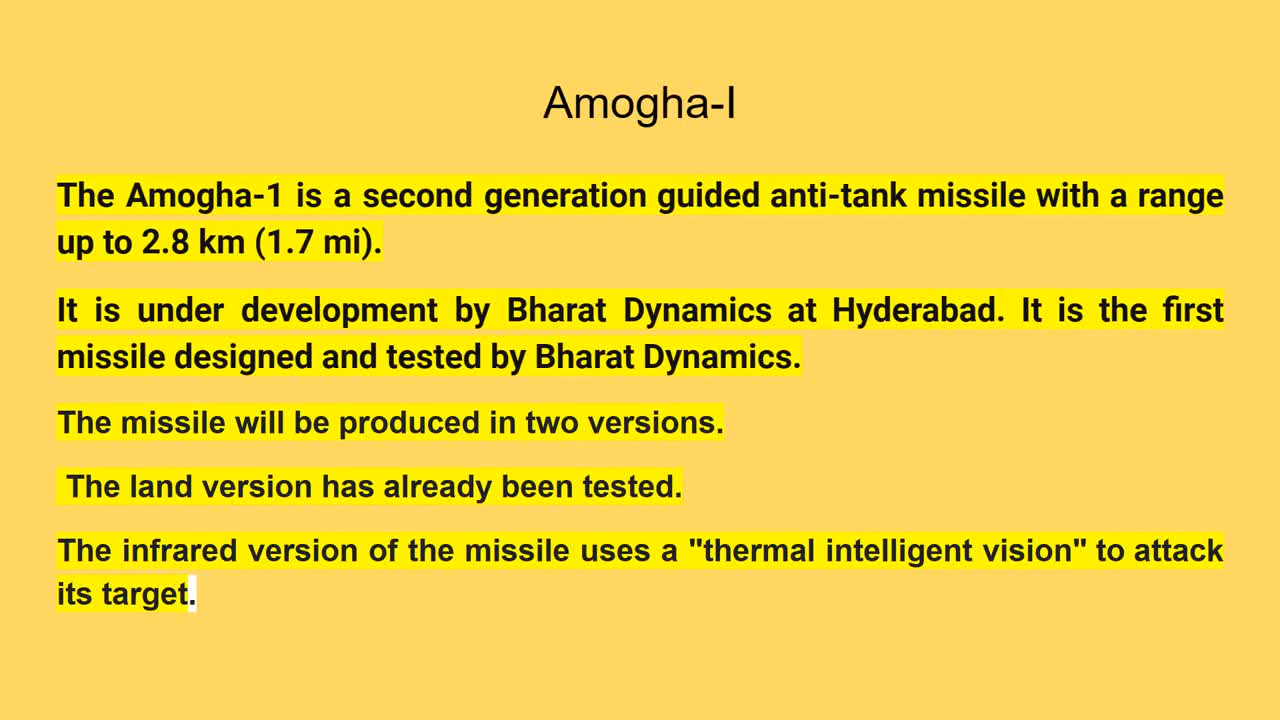 Amogha-I
The Amogha-1 is a second generation guided anti-tank missile with a range
up to 2.8 km (1.7 mi).
It is under development by Bharat Dynamics at Hyderabad. It is the first
missile designed and tested by Bharat Dynamics.
The missile will be produced in two versions.
The land version has already been tested.
The infrared version of the missile uses a "thermal intelligent vision" to attack
its target.